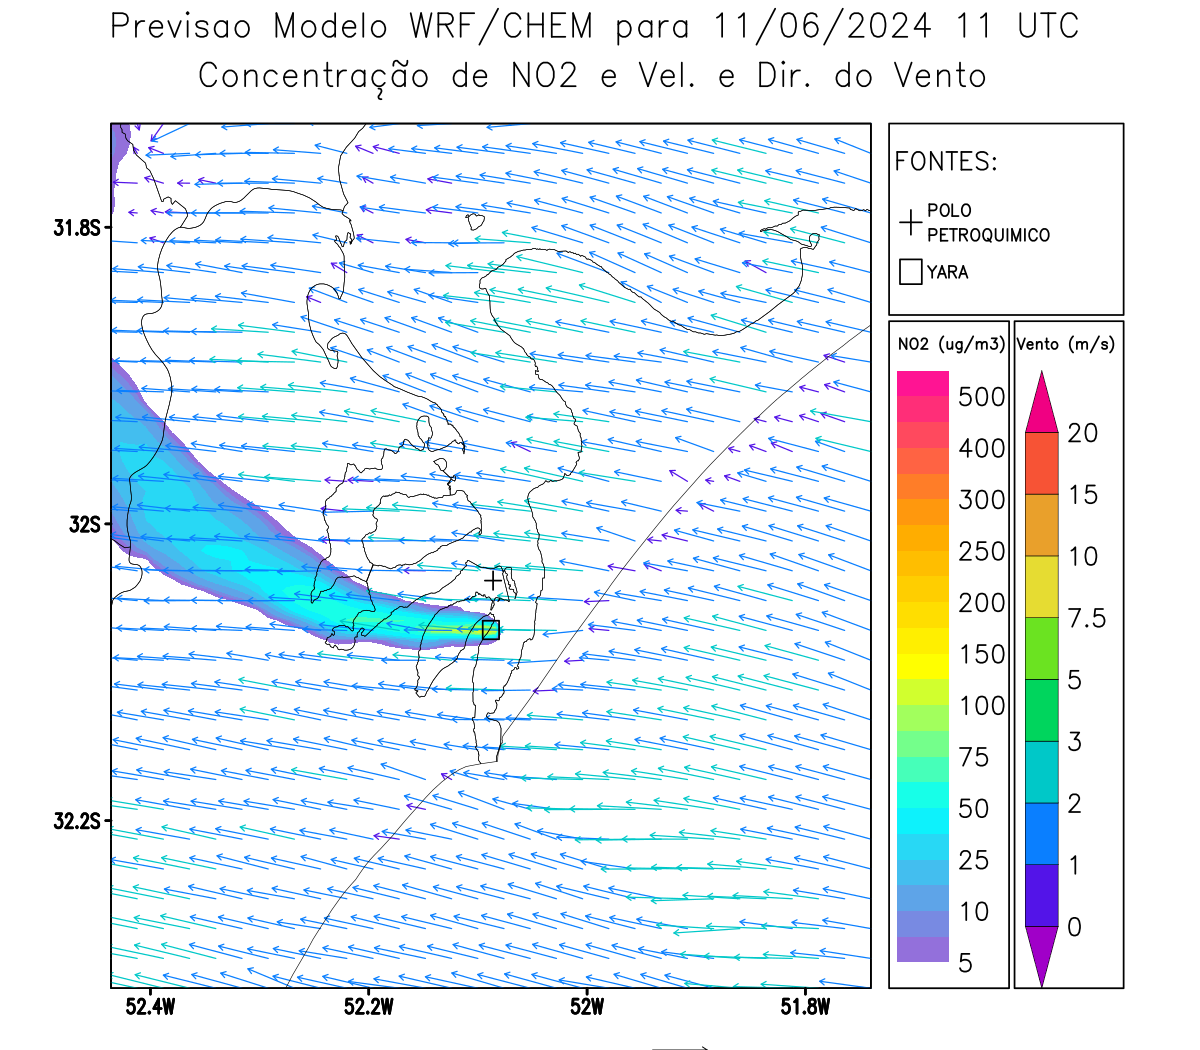 Previsao Modelo WRF/CHEM para 11/06/2024 11 UTC
Concentração de NO2 e Vel. e Dir. do Vento
FONTES:
POLO
PETROQUIMICO
YARA
NO2 (ug/m3)
500
400
300
250
200
150
100
75
50
25
10
5
Vento (m/s)
20
15
10
7.5
5
3
2
1
0
31.8S
32S
32.2S
52.4W
52.2W
52W
51.8W